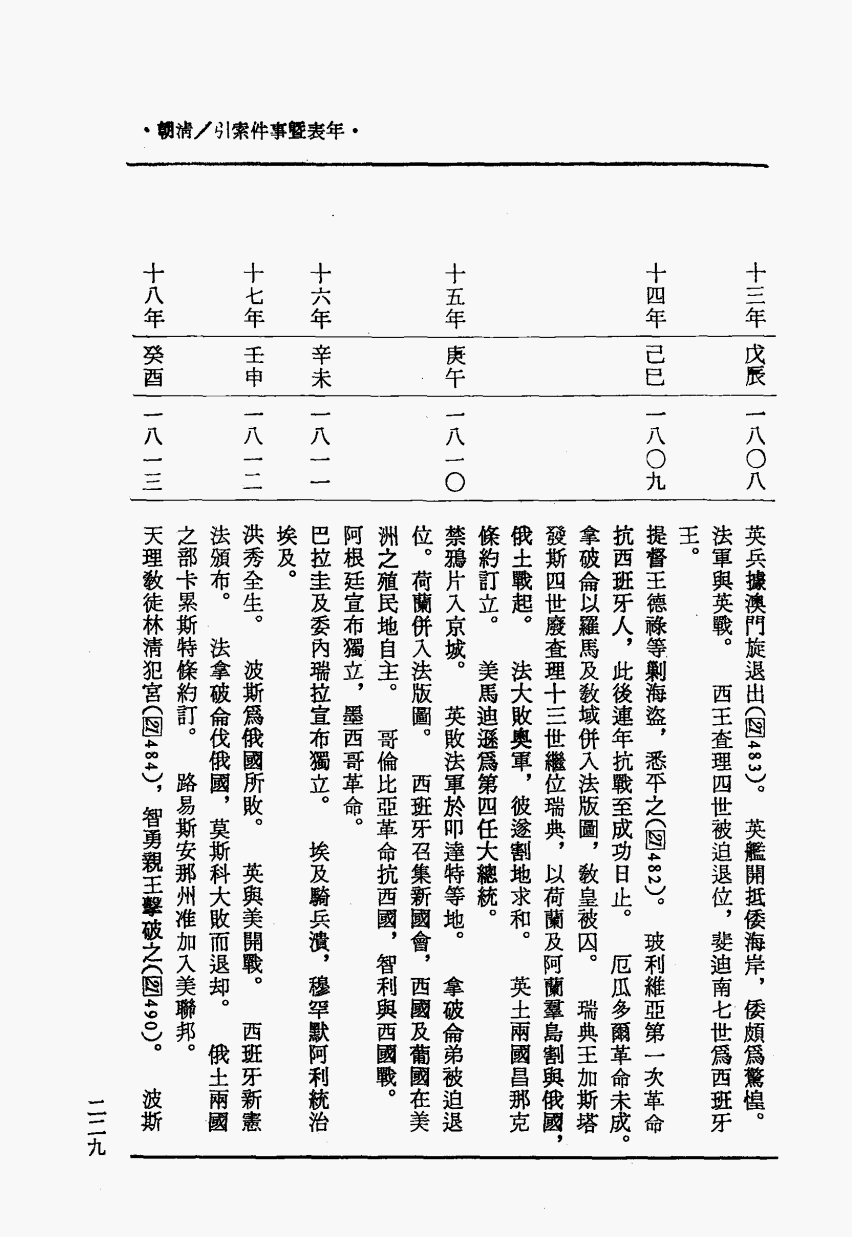 ·年表暨事件索引／清朝·
十三年 戊辰 一八〇八 英兵據澳門旋退出(図483)。 英艦開抵倭海岸，倭頗爲驚惶。
法軍與英戰。 西王查理四世被迫退位，斐迪南七世爲西班牙
王。
十四年 己巳 一八〇九 提督王德祿等剿海盜，悉平之(図482)。 玻利維亞第一次革命
抗西班牙人，此後連年抗戰至成功日止。 厄瓜多爾革命未成。
拿破侖以羅馬及敎域併入法版圖，敎皇被囚。 瑞典王加斯塔
發斯四世廢查理十三世繼位瑞典，以荷蘭及阿蘭羣島割與俄國，
俄土戰起。 法大敗奧軍，彼遂割地求和。 英土兩國昌那克
條約訂立。 美馬迪遜爲第四任大總統。
十五年 庚午 一八一〇 禁鴉片入京城。 英敗法軍於叩達特等地。 拿破侖弟被迫退
位。荷蘭併入法版圖。 西班牙召集新國會，西國及葡國在美
洲之殖民地自主。 哥倫比亞革命抗西國，智利與西國戰。
阿根廷宣布獨立，墨西哥革命。
十六年 辛未 一八一一 巴拉圭及委內瑞拉宣布獨立。 埃及騎兵潰，穆罕默阿利統治
埃及。
十七年 壬申 一八一二 洪秀全生。 波斯爲俄國所敗。 英與美開戰。 西班牙新憲
法頒布。 法拿破侖伐俄國，莫斯科大敗而退却。 俄土兩國
之部卡累斯特條約訂。 路易斯安那州准加入美聯邦。
十八年 癸酉 一八一三 天理敎徒林淸犯宮(図484)，智勇親王擊破之(図490)。 波斯
二二九